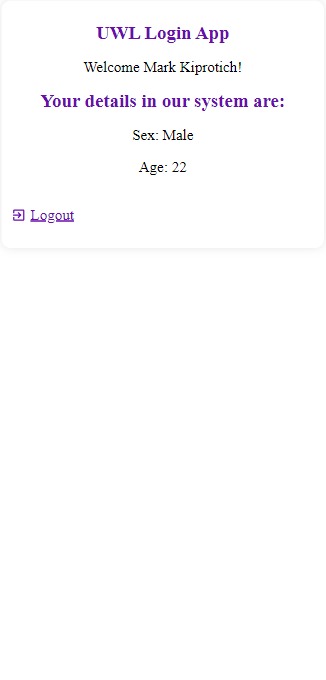 UWL Login App
Welcome Mark Kiprotich!
Your details in our system are:
Sex: Male
Age: 22
Logout